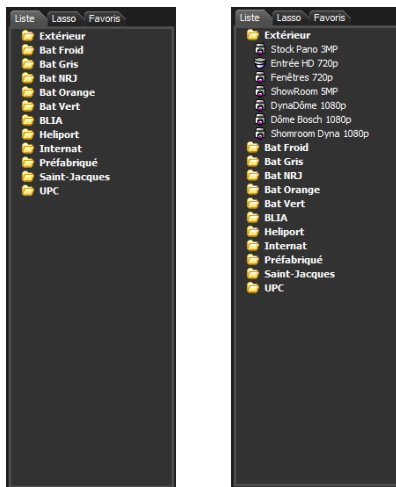 Liste Lasso Favoris
Extérieur
Bat Froid
Bat Gris
Bat NRJ
Bat Orange
Bat Vert
BLIA
Heliport
Internat
Préfabriqué
Saint-Jacques
UPC
Liste Lasso Favoris
Extérieur
Stock Pano 3MP
Entrée HD 720p
Fenêtres 720p
ShowRoom 5MP
DynaDôme 1080p
Dôme Bosch 1080p
Shomroom Dyna 1080p
Bat Froid
Bat Gris
Bat NRJ
Bat Orange
Bat Vert
BLIA
Heliport
Internat
Préfabriqué
Saint-Jacques
UPC